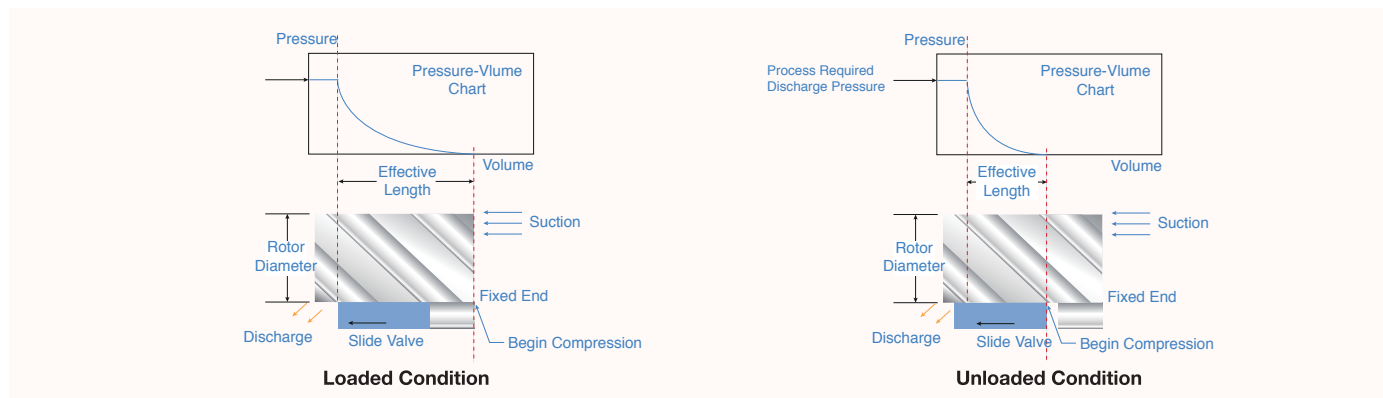 Pressure
Pressure-Vlume
Chart
Volume
Effective
Length
Suction
Rotor
Diameter
Fixed End
Discharge
Slide Valve
Begin Compression
Loaded Condition
Pressure
Process Required
Discharge Pressure
Pressure-Vlume
Chart
Volume
Effective
Length
Suction
Rotor
Diameter
Fixed End
Discharge
Slide Valve
Begin Compression
Unloaded Condition